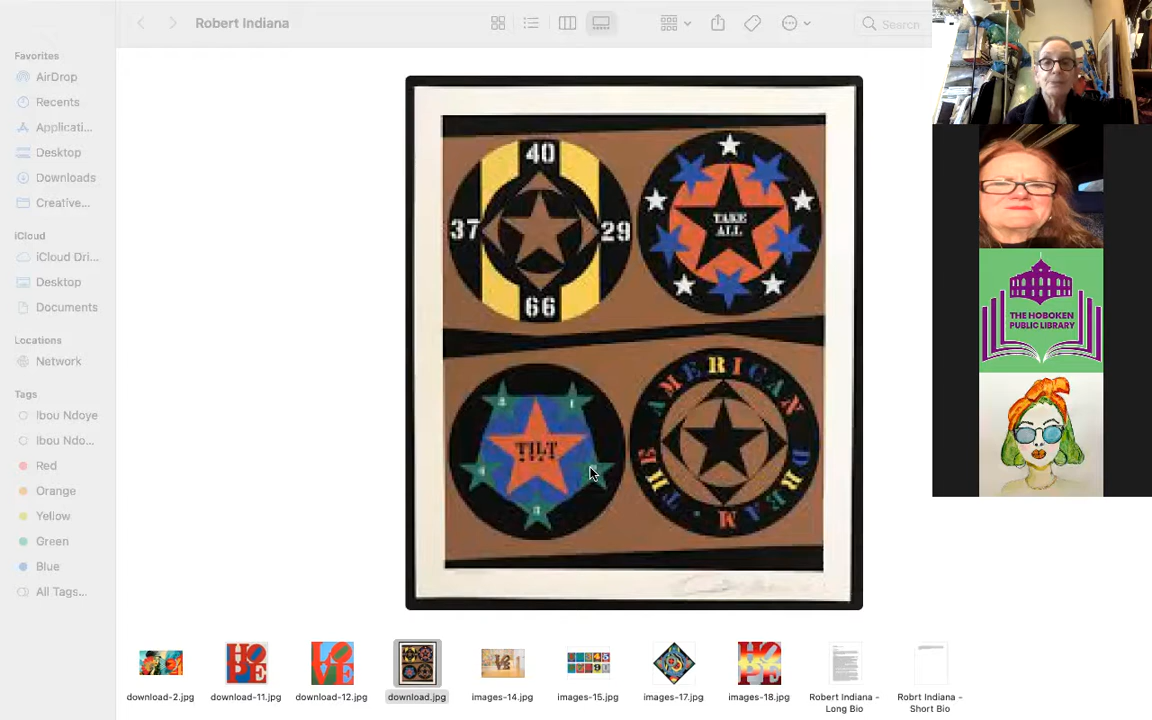 Robert Indiana
Search
Favorites
AirDrop
Recents
Applicati...
Desktop
Downloads
Creative...
iCloud
iCloud Dri...
Desktop
Documents
Locations
Network
Tags
Ibou Ndoye
Ibou Ndo...
Red
Orange
Yellow
Green
Blue
All Tags...
40
37
29
66
TAKE
ALL
TILT
THE AMERICAN DREAM
THE HOBOKEN
PUBLIC LIBRARY
download-2.jpg
download-11.jpg
download-12.jpg
download.jpg
images-14.jpg
images-15.jpg
images-17.jpg
images-18.jpg
Robert Indiana -
Long Bio
Robrt Indiana -
Short Bio